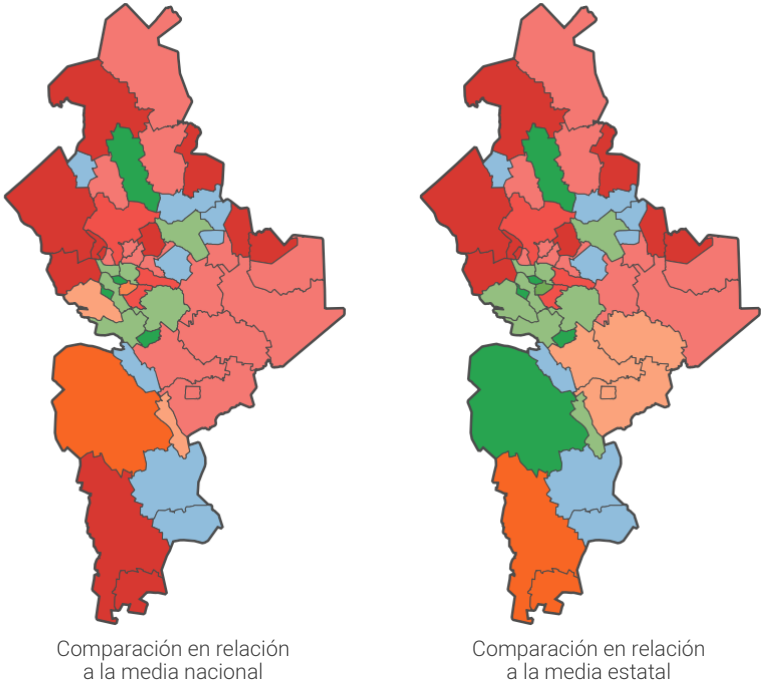 Comparación en relación
a la media nacional
Comparación en relación
a la media estatal